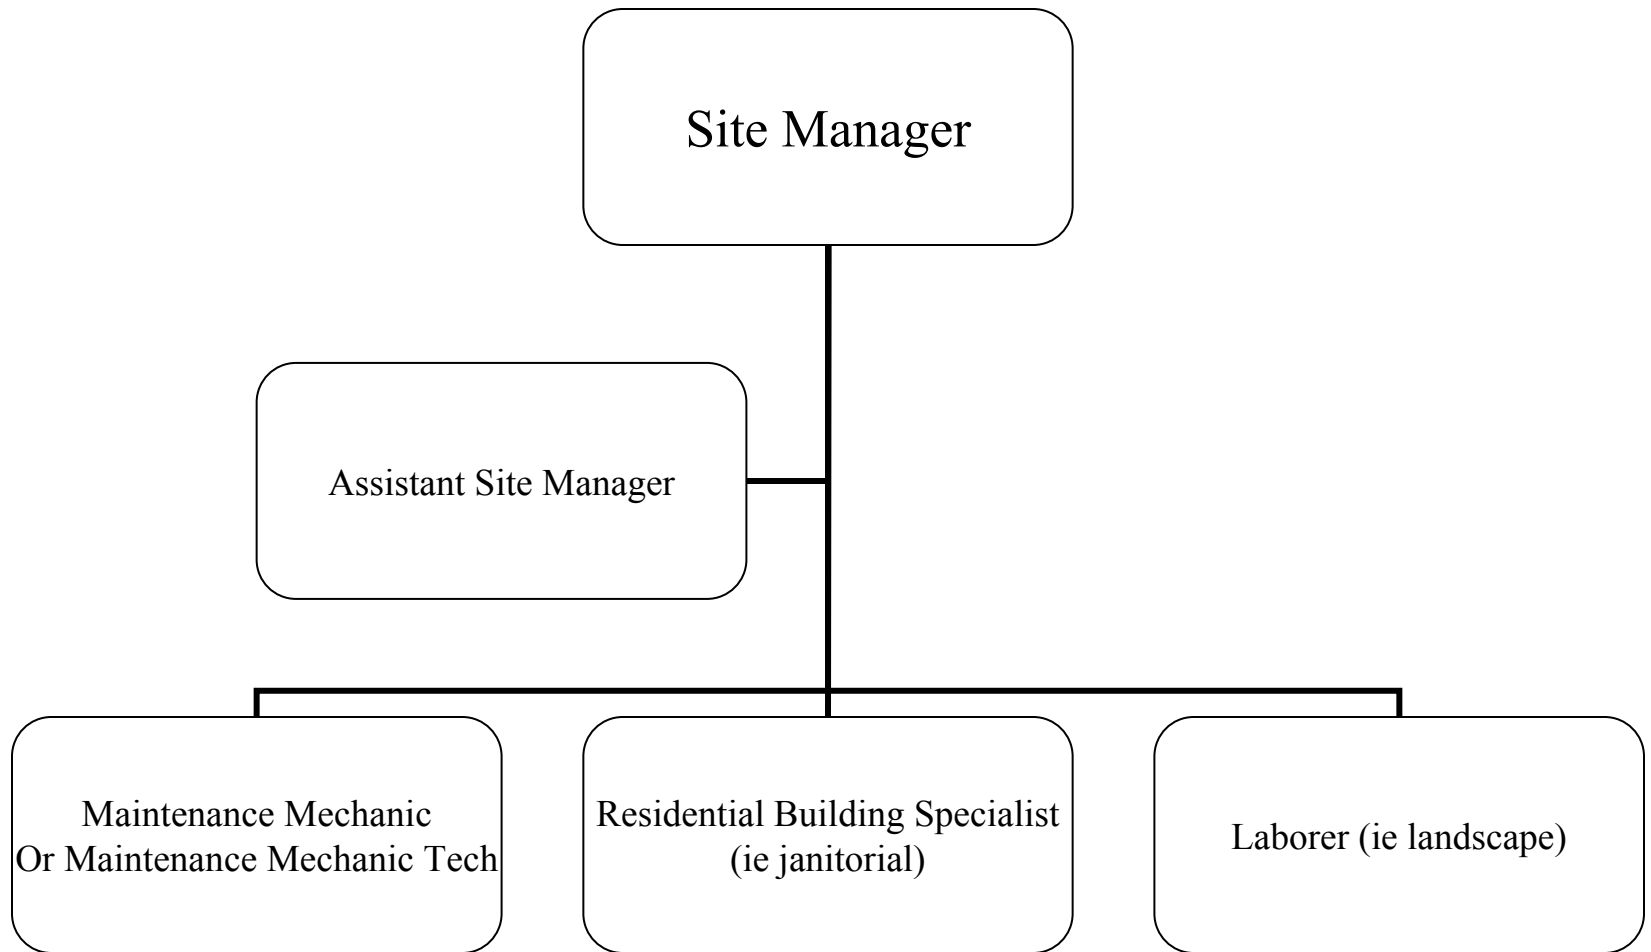 Site Manager
Assistant Site Manager
Maintenance Mechanic
Or Maintenance Mechanic Tech
Residential Building Specialist
(ie janitorial)
Laborer (ie landscape)